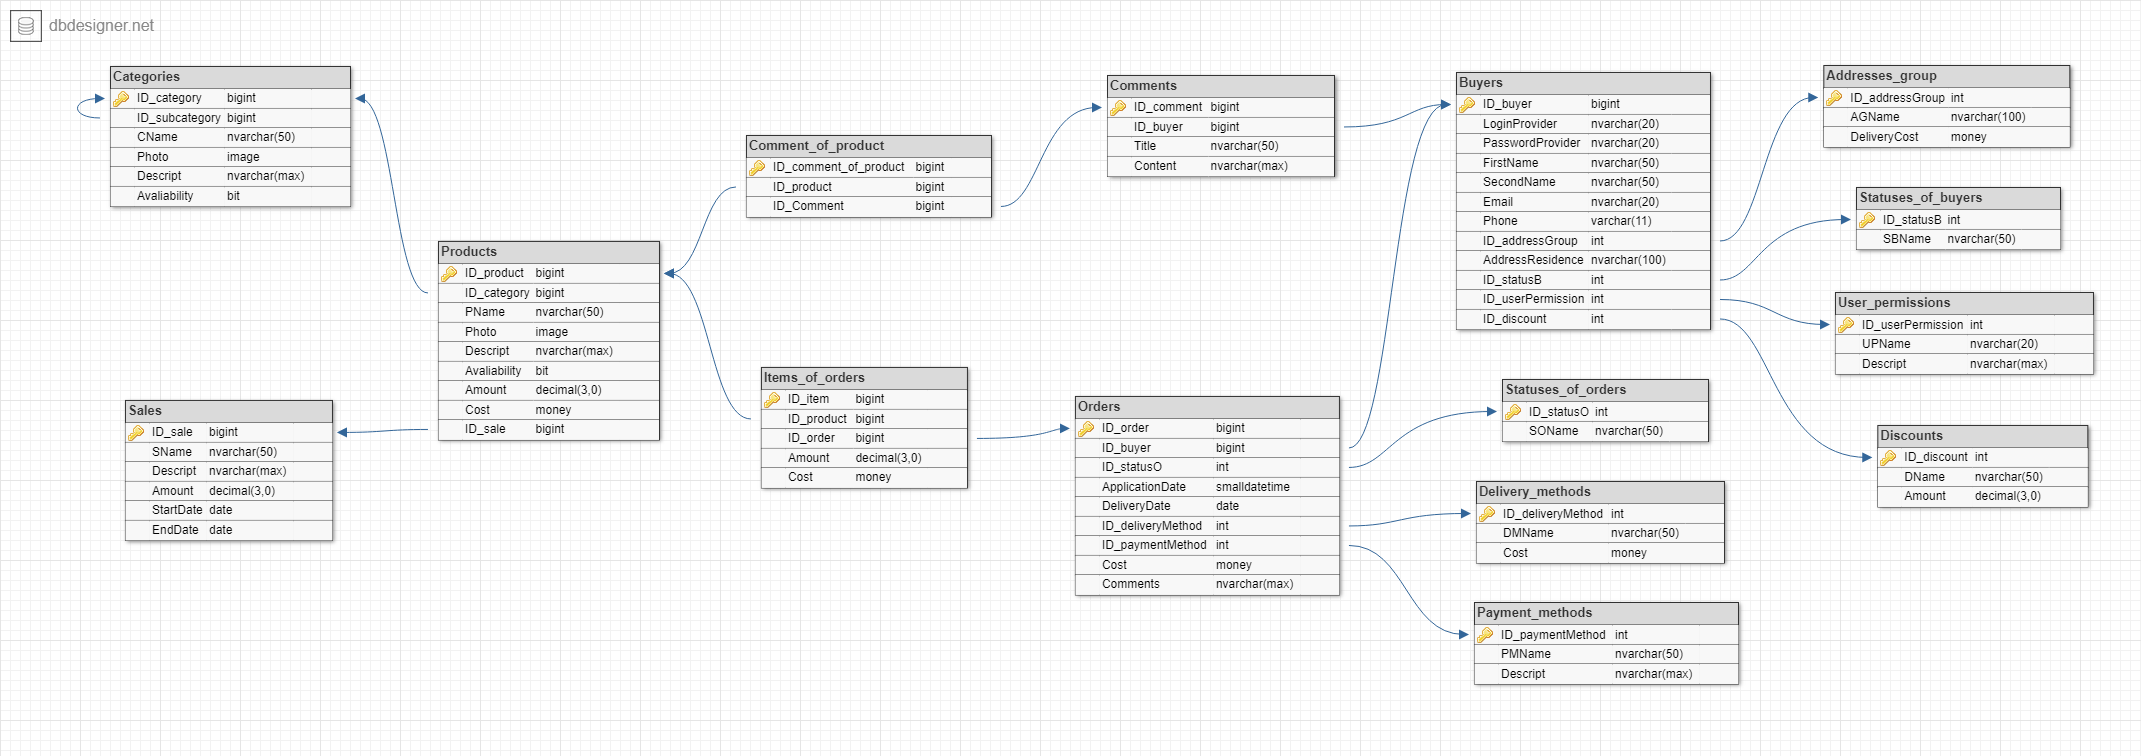 dbdesigner.net
Categories
ID_category bigint
ID_subcategory bigint
CName nvarchar(50)
Photo image
Descript nvarchar(max)
Avaliability bit
Products
ID_product bigint
ID_category bigint
PName nvarchar(50)
Photo image
Descript nvarchar(max)
Avaliability bit
Amount decimal(3,0)
Cost money
ID_sale bigint
Sales
ID_sale bigint
SName nvarchar(50)
Descript nvarchar(max)
Amount decimal(3,0)
StartDate date
EndDate date
Comment_of_product
ID_comment_of_product bigint
ID_product bigint
ID_Comment bigint
Items_of_orders
ID_item bigint
ID_product bigint
ID_order bigint
Amount decimal(3,0)
Cost money
Comments
ID_comment bigint
ID_buyer bigint
Title nvarchar(50)
Content nvarchar(max)
Orders
ID_order bigint
ID_buyer bigint
ID_statusO int
ApplicationDate smalldatetime
DeliveryDate date
ID_deliveryMethod int
ID_paymentMethod int
Cost money
Comments nvarchar(max)
Buyers
ID_buyer bigint
LoginProvider nvarchar(20)
PasswordProvider nvarchar(20)
FirstName nvarchar(50)
SecondName nvarchar(50)
Email nvarchar(20)
Phone varchar(11)
ID_addressGroup int
AddressResidence nvarchar(100)
ID_statusB int
ID_userPermission int
ID_discount int
Statuses_of_orders
ID_statusO int
SOName nvarchar(50)
Delivery_methods
ID_deliveryMethod int
DMName nvarchar(50)
Cost money
Payment_methods
ID_paymentMethod int
PMName nvarchar(50)
Descript nvarchar(max)
Addresses_group
ID_addressGroup int
AGName nvarchar(100)
DeliveryCost money
Statuses_of_buyers
ID_statusB int
SBName nvarchar(50)
User_permissions
ID_userPermission int
UPName nvarchar(20)
Descript nvarchar(max)
Discounts
ID_discount int
DName nvarchar(50)
Amount decimal(3,0)